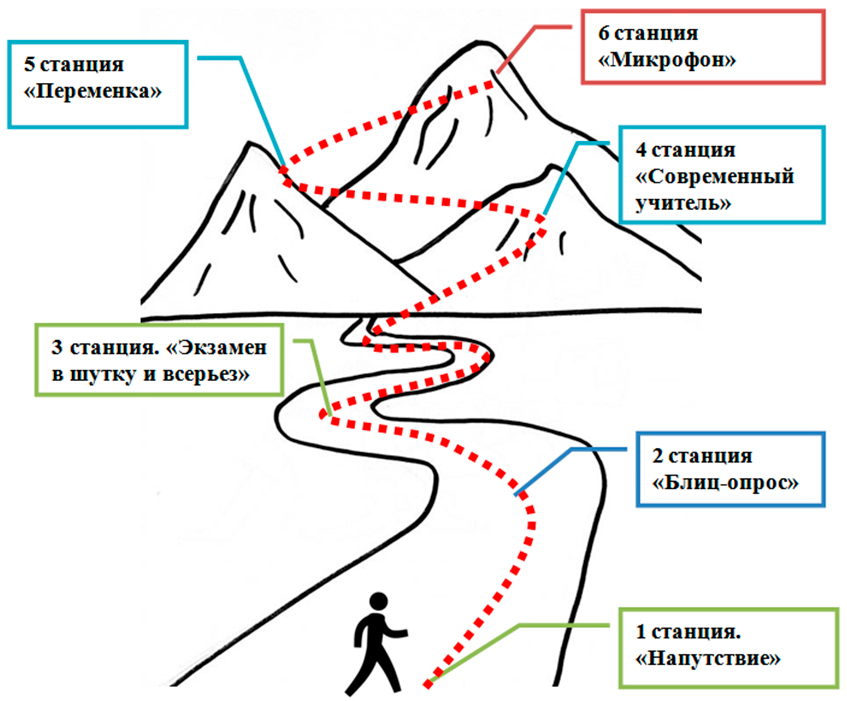 6 станция
«Микрофон»
5 станция
«Переменка»
4 станция
«Современный
учитель»
3 станция. «Экзамен
в шутку и всерьез»
2 станция
«Блиц-опрос»
1 станция.
«Напутствие»